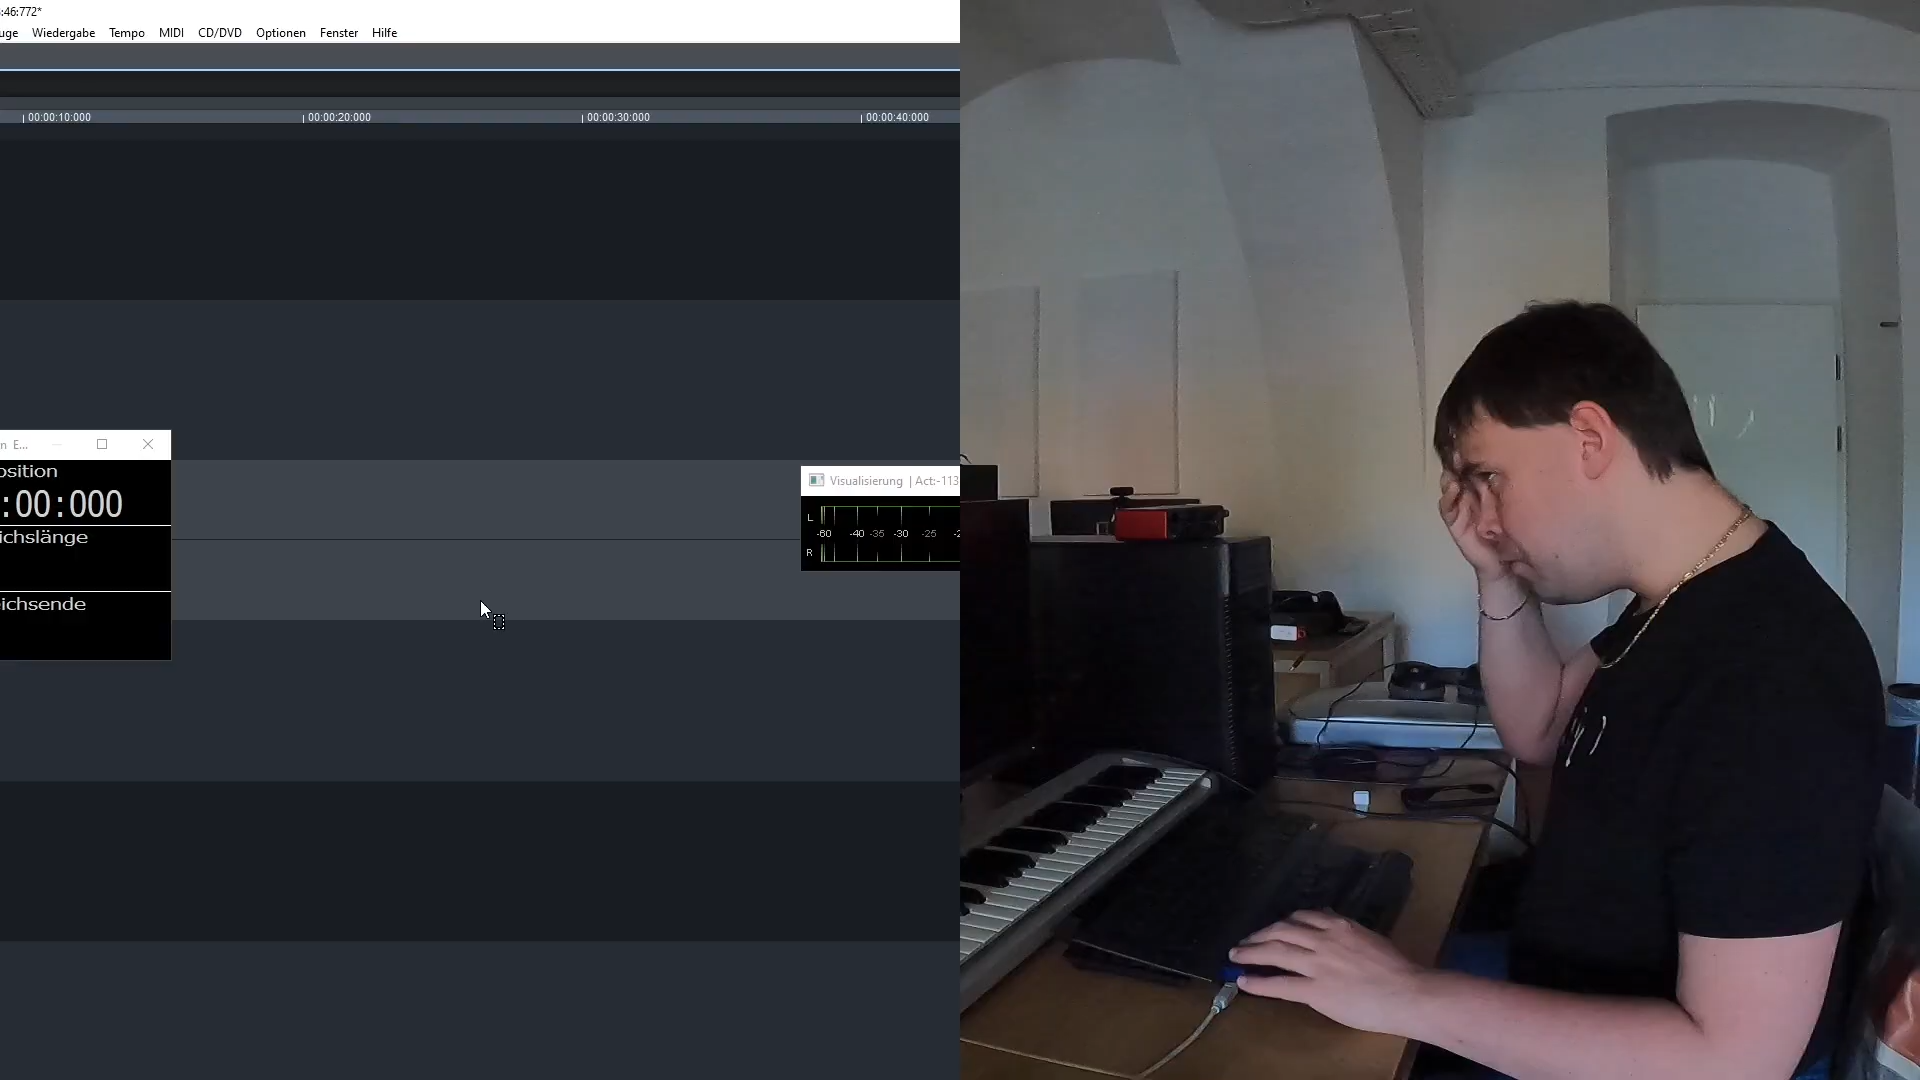 :46:772*
uge Wiedergabe Tempo MIDI CD/DVD Optionen Fenster Hilfe
00:00:10:000 00:00:20:000 00:00:30:000 00:00:40:000
n E...
osition
:00:000
ichslänge
eichsende
Visualisierung | Act:-113
L
-60 -40 -35 -30 -25 -2
R